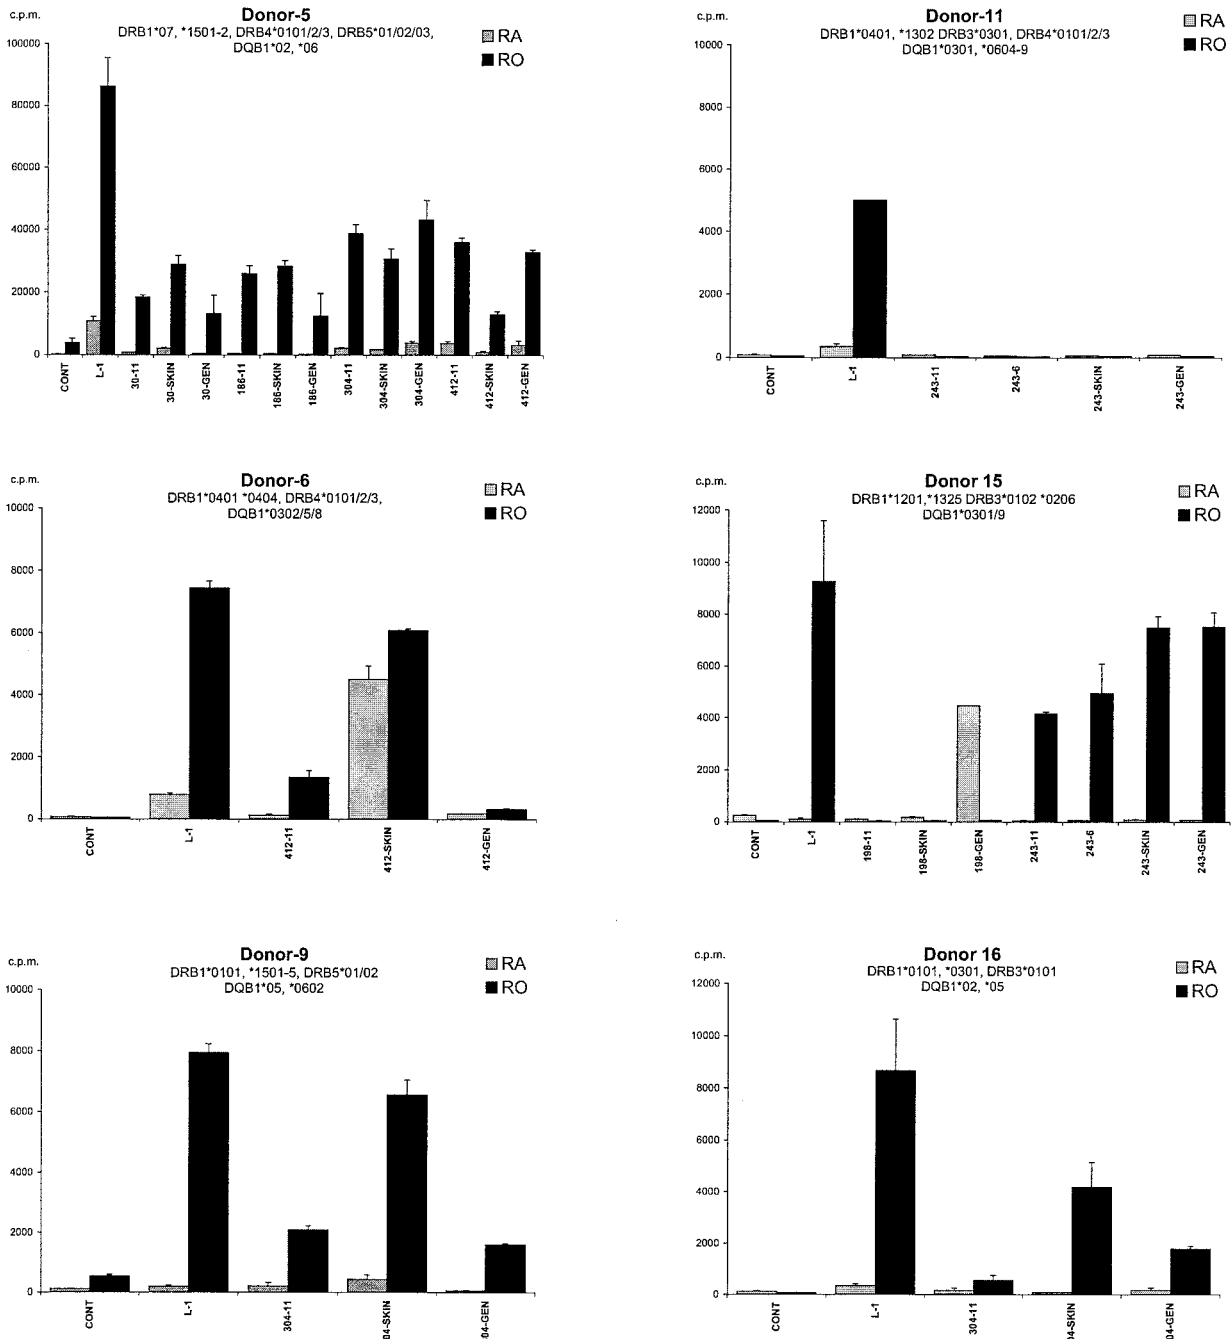 c.p.m.
Donor-5
DRB1*07, *1501-2, DRB4*0101/2/3, DRB5*01/02/03,
DQB1*02, *06
RA
RO
100000
80000
60000
40000
20000
0
CONT
L-1
30-11
30-SKIN
30-GEN
186-11
186-SKIN
186-GEN
304-11
304-SKIN
304-GEN
412-11
412-SKIN
412-GEN
c.p.m.
Donor-11
DRB1*0401, *1302 DRB3*0301, DRB4*0101/2/3
DQB1*0301, *0604-9
RA
RO
10000
8000
6000
4000
2000
0
CONT
L-1
243-11
243-6
243-SKIN
243-GEN
c.p.m.
Donor-6
DRB1*0401 *0404, DRB4*0101/2/3,
DQB1*0302/5/8
RA
RO
10000
8000
6000
4000
2000
0
CONT
L-1
412-11
412-SKIN
412-GEN
c.p.m.
Donor 15
DRB1*1201,*1325 DRB3*0102 *0206
DQB1*0301/9
RA
RO
12000
10000
8000
6000
4000
2000
0
CONT
L-1
198-11
198-SKIN
198-GEN
243-11
243-6
243-SKIN
243-GEN
c.p.m.
Donor-9
DRB1*0101, *1501-5, DRB5*01/02
DQB1*05, *0602
RA
RO
10000
8000
6000
4000
2000
0
CONT
L-1
304-11
04-SKIN
04-GEN
c.p.m.
Donor 16
DRB1*0101, *0301, DRB3*0101
DQB1*02, *05
RA
RO
12000
10000
8000
6000
4000
2000
0
CONT
L-1
304-11
04-SKIN
04-GEN